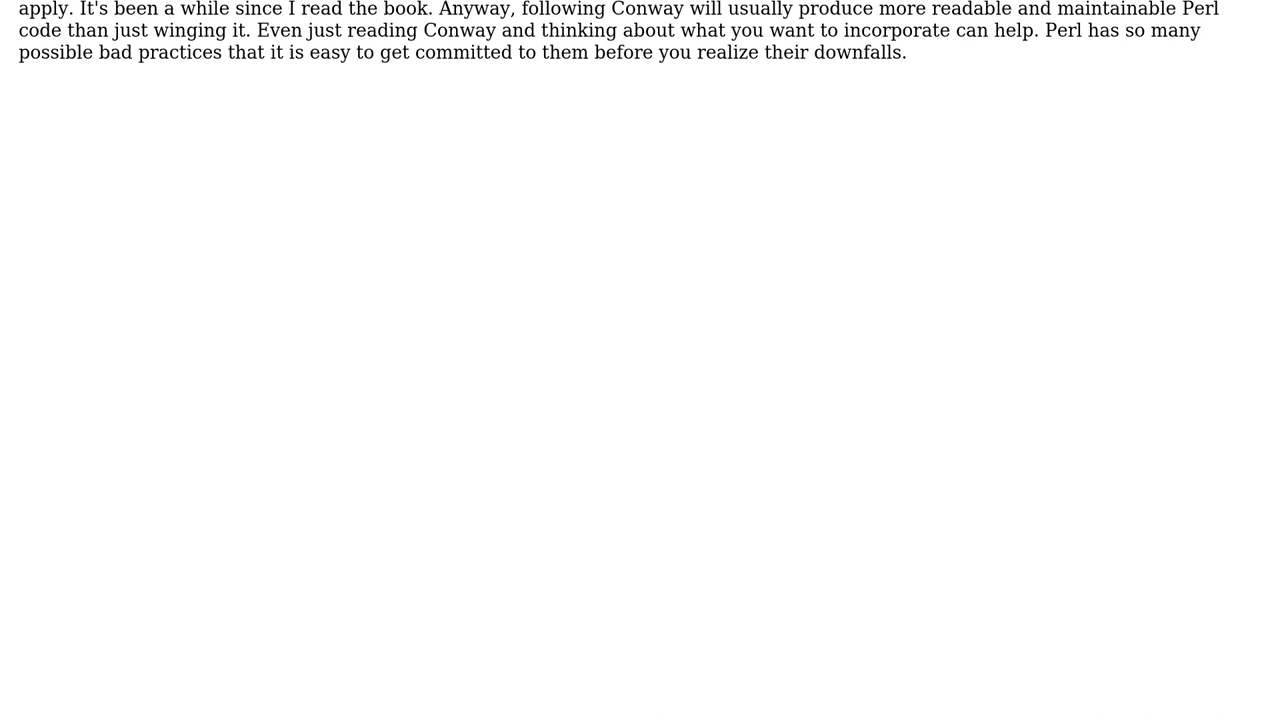 apply. It's been a while since I read the book. Anyway, following Conway will usually produce more readable and maintainable Perl
code than just winging it. Even just reading Conway and thinking about what you want to incorporate can help. Perl has so many
possible bad practices that it is easy to get committed to them before you realize their downfalls.